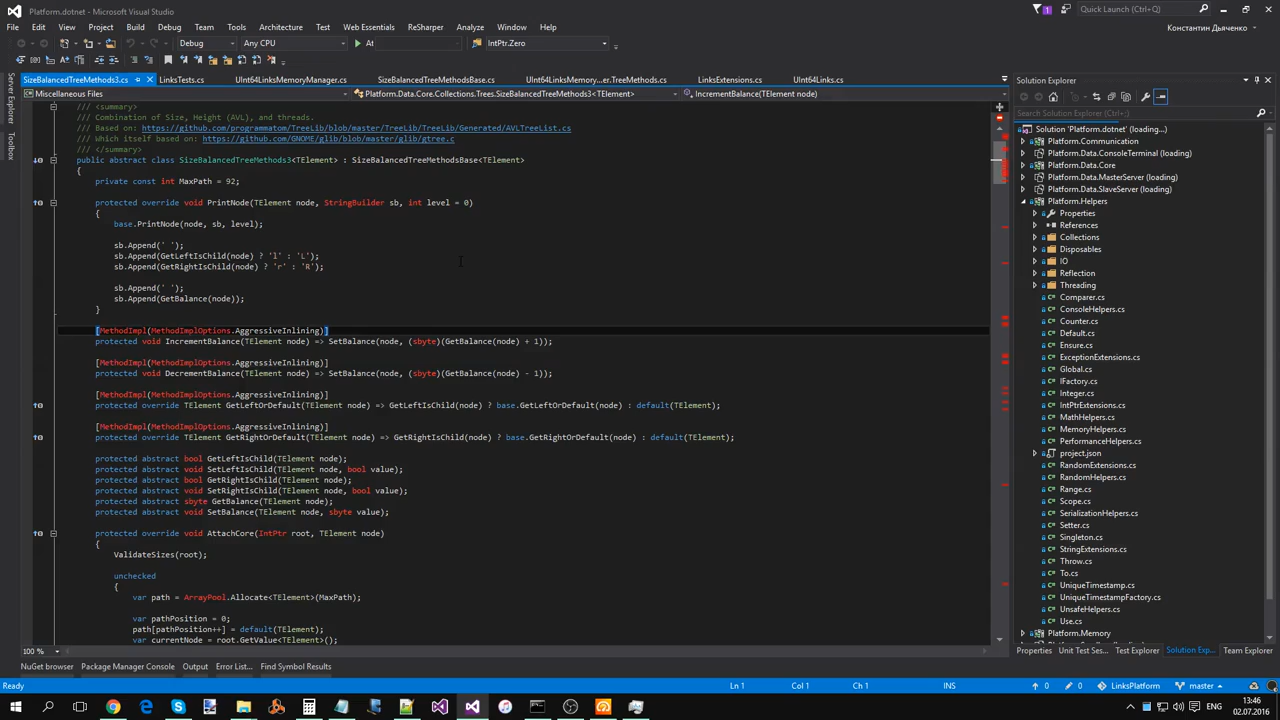 Platform.dotnet - Microsoft Visual Studio
Quick Launch (Ctrl+Q)
File Edit View Project Build Debug Team Tools Test Web Essentials ReSharper Analyze Window Help
Константин Дьяченко
Debug Any CPU At IntPtr.Zero
SizeBalancedTreeMethods3.cs LinksTests.cs UInt64LinksMemoryManager.cs SizeBalancedTreeMethodsBase.cs UInt64LinksMemory...er.TreeMethods.cs LinksExtensions.cs UInt64Links.cs
Miscellaneous Files Platform.Data.Core.Collections.Trees.SizeBalancedTreeMethods3<TElement> IncrementBalance(TElement node)
/// <summary>
/// Combination of Size, Height (AVL), and threads.
/// Based on: https://github.com/programmatom/TreeLib/blob/master/TreeLib/TreeLib/Generated/AVLTreeList.cs
/// Which itself based on: https://github.com/GNOME/glib/blob/master/glib/gtree.c
/// </summary>
public abstract class SizeBalancedTreeMethods3<TElement> : SizeBalancedTreeMethodsBase<TElement>
{
private const int MaxPath = 92;
protected override void PrintNode(TElement node, StringBuilder sb, int level = 0)
{
base.PrintNode(node, sb, level);
sb.Append(' ');
sb.Append(GetLeftIsChild(node) ? 'l' : 'L');
sb.Append(GetRightIsChild(node) ? 'r' : 'R');
sb.Append(' ');
sb.Append(GetBalance(node));
}
[MethodImpl(MethodImplOptions.AggressiveInlining)]
protected void IncrementBalance(TElement node) => SetBalance(node, (sbyte)(GetBalance(node) + 1));
[MethodImpl(MethodImplOptions.AggressiveInlining)]
protected void DecrementBalance(TElement node) => SetBalance(node, (sbyte)(GetBalance(node) - 1));
[MethodImpl(MethodImplOptions.AggressiveInlining)]
protected override TElement GetLeftOrDefault(TElement node) => GetLeftIsChild(node) ? base.GetLeftOrDefault(node) : default(TElement);
[MethodImpl(MethodImplOptions.AggressiveInlining)]
protected override TElement GetRightOrDefault(TElement node) => GetRightIsChild(node) ? base.GetRightOrDefault(node) : default(TElement);
protected abstract bool GetLeftIsChild(TElement node);
protected abstract void SetLeftIsChild(TElement node, bool value);
protected abstract bool GetRightIsChild(TElement node);
protected abstract void SetRightIsChild(TElement node, bool value);
protected abstract sbyte GetBalance(TElement node);
protected abstract void SetBalance(TElement node, sbyte value);
protected override void AttachCore(IntPtr root, TElement node)
{
ValidateSizes(root);
unchecked
{
var path = ArrayPool.Allocate<TElement>(MaxPath);
var pathPosition = 0;
path[pathPosition++] = default(TElement);
var currentNode = root.GetValue<TElement>();
100 %
Server Explorer
Toolbox
Solution Explorer
Search Solution Explorer (Ctrl+;)
Solution 'Platform.dotnet' (loading...)
Platform.Communication
Platform.Data.ConsoleTerminal (loading)
Platform.Data.Core
Platform.Data.MasterServer (loading)
Platform.Data.SlaveServer (loading)
Platform.Helpers
Properties
References
Collections
Disposables
IO
Reflection
Threading
Comparer.cs
ConsoleHelpers.cs
Counter.cs
Default.cs
Ensure.cs
ExceptionExtensions.cs
Global.cs
IFactory.cs
Integer.cs
IntPtrExtensions.cs
MathHelpers.cs
MemoryHelpers.cs
PerformanceHelpers.cs
project.json
RandomExtensions.cs
RandomHelpers.cs
Range.cs
Scope.cs
SerializationHelpers.cs
Setter.cs
Singleton.cs
StringExtensions.cs
Throw.cs
To.cs
UniqueTimestamp.cs
UniqueTimestampFactory.cs
UnsafeHelpers.cs
Use.cs
Platform.Memory
Properties Unit Test Ses... Test Explorer Solution Exp... Team Explorer
NuGet browser Package Manager Console Output Error List... Find Symbol Results
Ready Ln 1 Col 1 Ch 1 INS 0 0 LinksPlatform master
13:46
02.07.2016